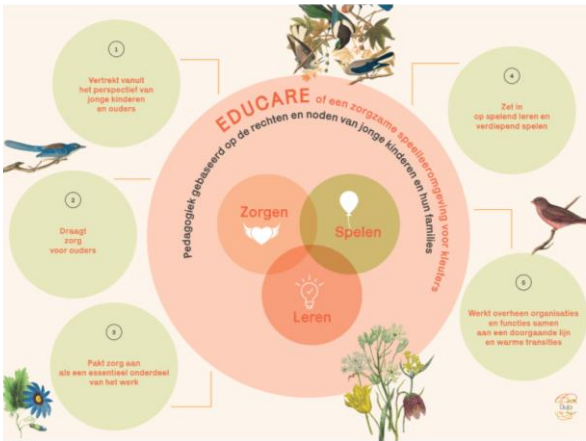 1
Vertrekt vanuit
het perspectief van
jonge kinderen
en ouders
2
Draagt
zorg
voor ouders
3
Pakt zorg aan
als een essentieel onderdeel
van het werk
EDUCARE of een zorgzame speelleeromgeving voor kleuters
Pedagogiek gebaseerd op de rechten en noden van jonge kinderen en hun families
Zorgen
Spelen
Leren
4
Zet in
op spelend leren en
verdiepend spelen
5
Werkt overheen organisaties
en functies samen
aan een doorgaande lijn
en warme transities